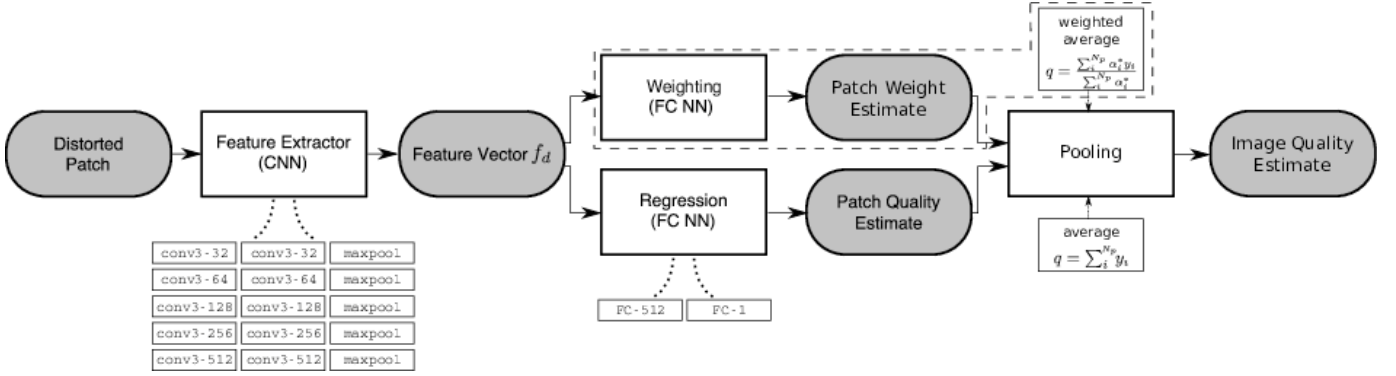 Distorted
Patch
Feature Extractor
(CNN)
conv3-32 conv3-32 maxpool
conv3-64 conv3-64 maxpool
conv3-128 conv3-128 maxpool
conv3-256 conv3-256 maxpool
conv3-512 conv3-512 maxpool
Feature Vector f_d
Weighting
(FC NN)
Patch Weight
Estimate
Regression
(FC NN)
FC-512 FC-1
Patch Quality
Estimate
weighted
average
q = \frac{\sum_i^{N_p} \alpha_i^* y_i}{\sum_i^{N_p} \alpha_i^*}
Pooling
average
q = \sum_i^{N_p} y_i
Image Quality
Estimate